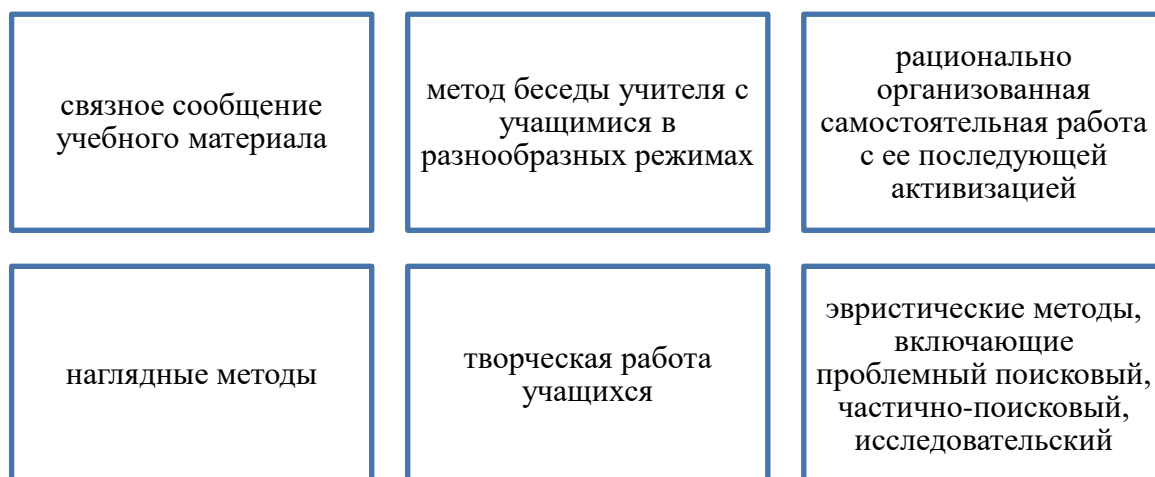 связное сообщение
учебного материала
метод беседы учителя с
учащимися в
разнообразных режимах
рационально
организованная
самостоятельная работа
с ее последующей
активизацией
наглядные методы
творческая работа
учащихся
эвристические методы,
включающие
проблемный поисковый,
частично-поисковый,
исследовательский